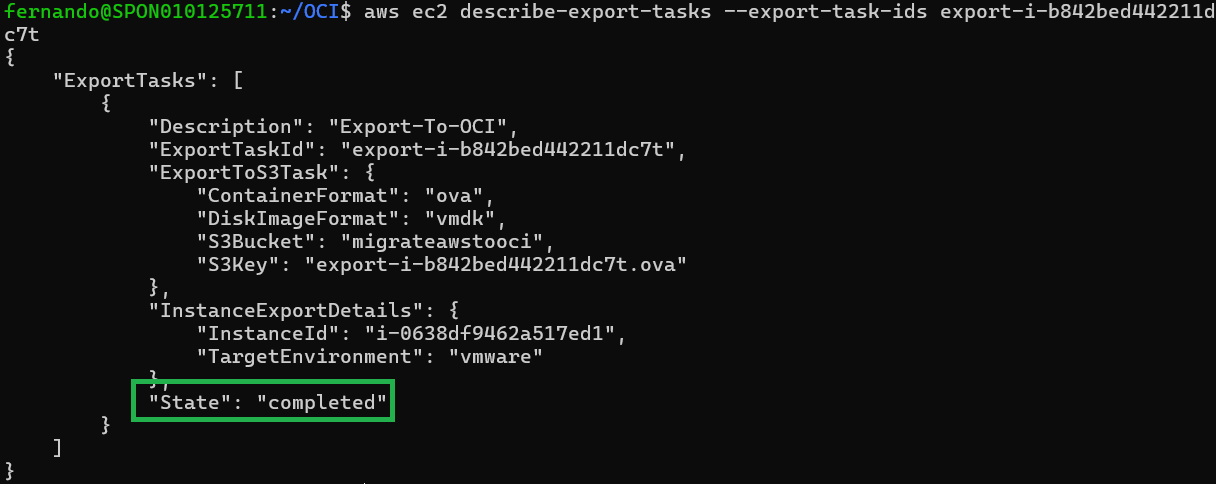 fernando@SPON010125711:~/OCI$ aws ec2 describe-export-tasks --export-task-ids export-i-b842bed442211d
c7t
{
    "ExportTasks": [
        {
            "Description": "Export-To-OCI",
            "ExportTaskId": "export-i-b842bed442211dc7t",
            "ExportToS3Task": {
                "ContainerFormat": "ova",
                "DiskImageFormat": "vmdk",
                "S3Bucket": "migrateawstooci",
                "S3Key": "export-i-b842bed442211dc7t.ova"
            },
            "InstanceExportDetails": {
                "InstanceId": "i-0638df9462a517ed1",
                "TargetEnvironment": "vmware"
            },
            "State": "completed"
        }
    ]
}